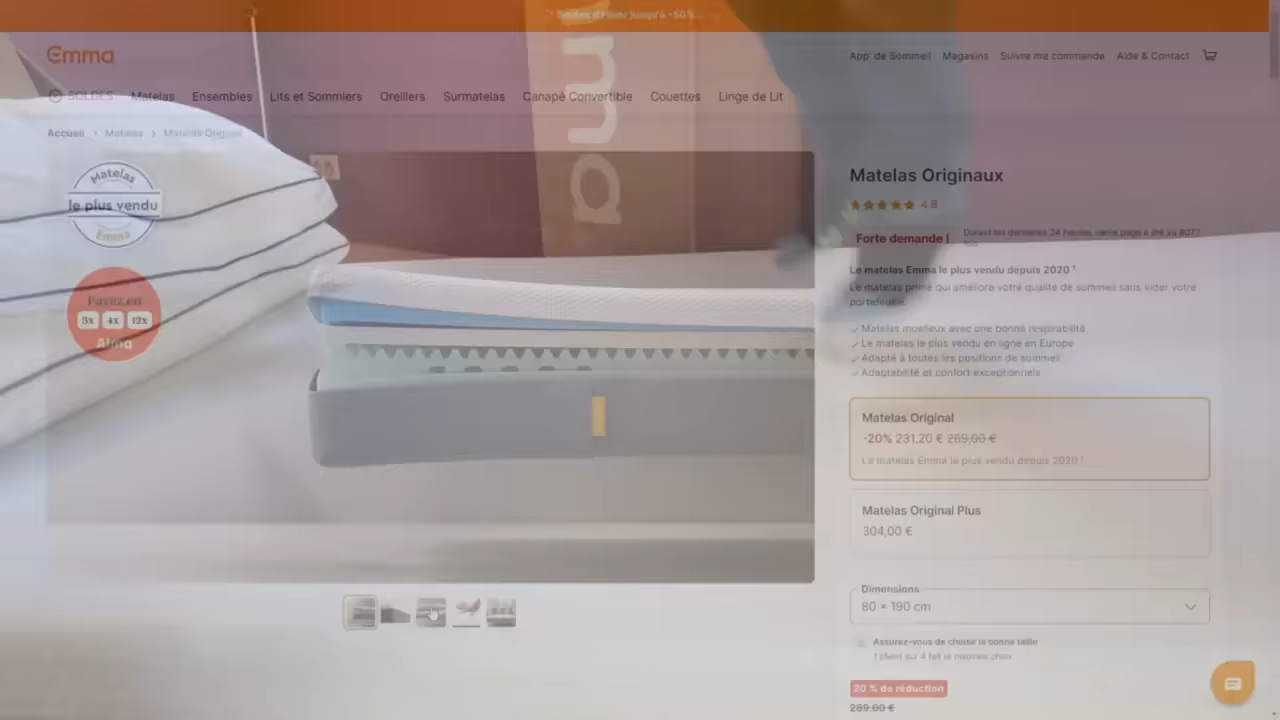 Soldes d'Hiver jusqu'à -50%...
Emma
App' de Sommeil Magasins Suivre ma commande Aide & Contact
SOLDES Matelas Ensembles Lits et Sommiers Oreillers Surmatelas Canapé Convertible Couettes Linge de Lit
Accueil > Matelas > Matelas Original
mma
Matelas
le plus vendu
Emma
Payez en
3x 4x 12x
Alma
Matelas Originaux
4.8
Forte demande !
Durant les dernières 24 heures, cette page a été vu 807
Le matelas Emma le plus vendu depuis 2020 ¹
Le matelas primé qui améliore votre qualité de sommeil sans vider votre
portefeuille.
✓ Matelas moelleux avec une bonne respirabilité
✓ Le matelas le plus vendu en ligne en Europe
✓ Adapté à toutes les positions de sommeil
✓ Adaptabilité et confort exceptionnels
Matelas Original
-20% 231,20 € 289,00 €
Le matelas Emma le plus vendu depuis 2020 ¹
Matelas Original Plus
304,00 €
Dimensions
80 × 190 cm
Assurez-vous de choisir la bonne taille
1 client sur 4 fait le mauvais choix
20 % de réduction
289,00 €